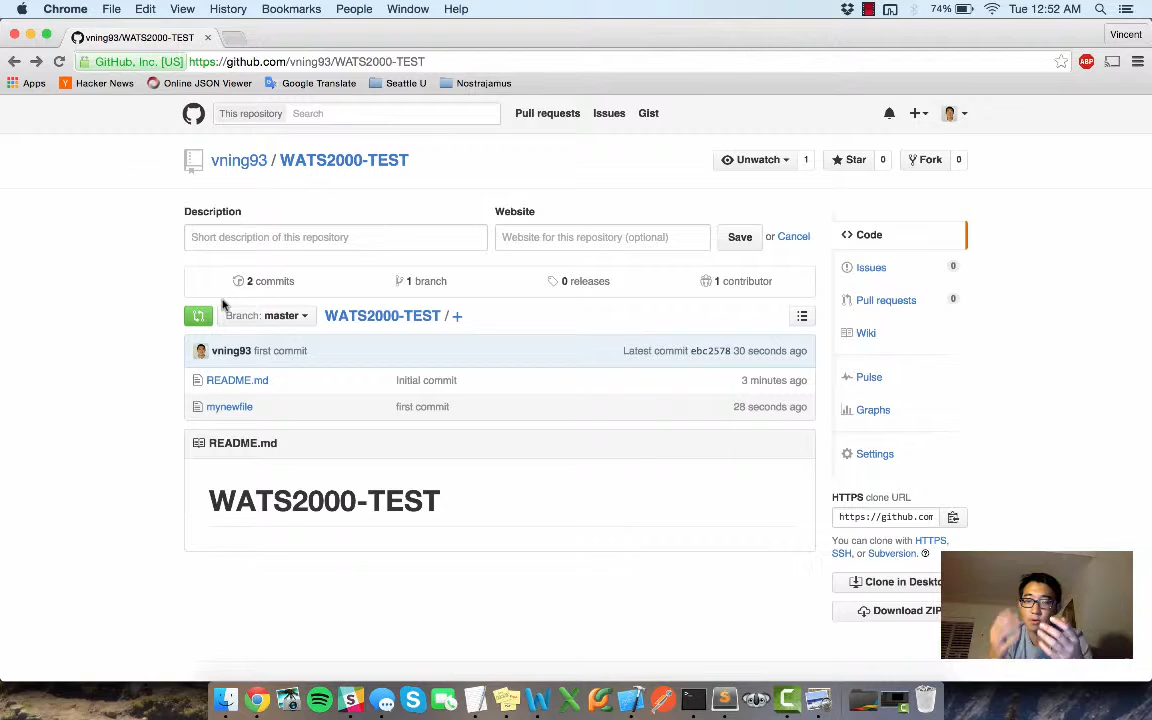 Chrome File Edit View History Bookmarks People Window Help 74% Tue 12:52 AM
vning93/WATS2000-TEST Vincent
GitHub, Inc. [US] https://github.com/vning93/WATS2000-TEST ABP
Apps Hacker News Online JSON Viewer Google Translate Seattle U Nostrajamus
This repository Search Pull requests Issues Gist
vning93 / WATS2000-TEST Unwatch 1 Star 0 Fork 0
Description Website
Short description of this repository Website for this repository (optional) Save or Cancel
<> Code
2 commits 1 branch 0 releases 1 contributor
Issues 0
Pull requests 0
Branch: master WATS2000-TEST / +
Wiki
vning93 first commit Latest commit ebc2578 30 seconds ago
README.md Initial commit 3 minutes ago
Pulse
mynewfile first commit 28 seconds ago
Graphs
README.md
Settings
WATS2000-TEST
HTTPS clone URL
https://github.com
You can clone with HTTPS,
SSH, or Subversion.
Clone in Deskto
Download ZIP